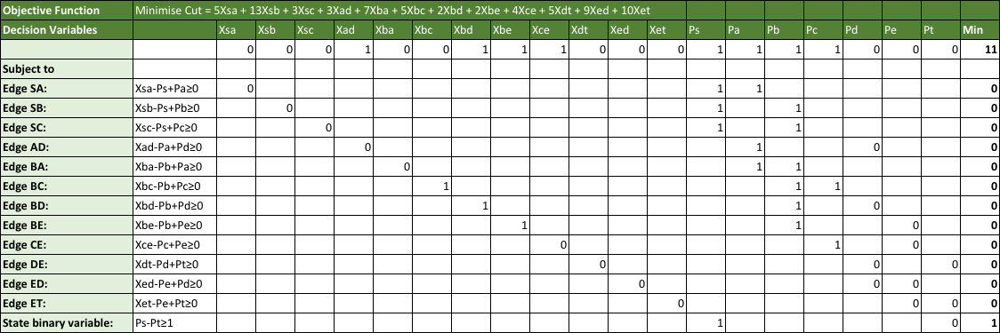 Objective Function Minimise Cut = 5Xsa + 13Xsb + 3Xsc + 3Xad + 7Xba + 5Xbc + 2Xbd + 2Xbe + 4Xce + 5Xdt + 9Xed + 10Xet
Decision Variables Xsa Xsb Xsc Xad Xba Xbc Xbd Xbe Xce Xdt Xed Xet Ps Pa Pb Pc Pd Pe Pt Min
0 0 0 1 0 0 1 1 1 0 0 0 1 1 1 1 0 0 0 11
Subject to
Edge SA: Xsa-Ps+Pa≥0 0 1 1 0
Edge SB: Xsb-Ps+Pb≥0 0 1 1 0
Edge SC: Xsc-Ps+Pc≥0 0 1 1 0
Edge AD: Xad-Pa+Pd≥0 0 1 0 0
Edge BA: Xba-Pb+Pa≥0 0 1 1 0
Edge BC: Xbc-Pb+Pc≥0 1 1 1 0
Edge BD: Xbd-Pb+Pd≥0 1 1 0 0
Edge BE: Xbe-Pb+Pe≥0 1 1 0 0
Edge CE: Xce-Pc+Pe≥0 0 1 0 0
Edge DE: Xdt-Pd+Pt≥0 0 0 0 0
Edge ED: Xed-Pe+Pd≥0 0 0 0 0
Edge ET: Xet-Pe+Pt≥0 0 0 0 0
State binary variable: Ps-Pt≥1 1 0 1